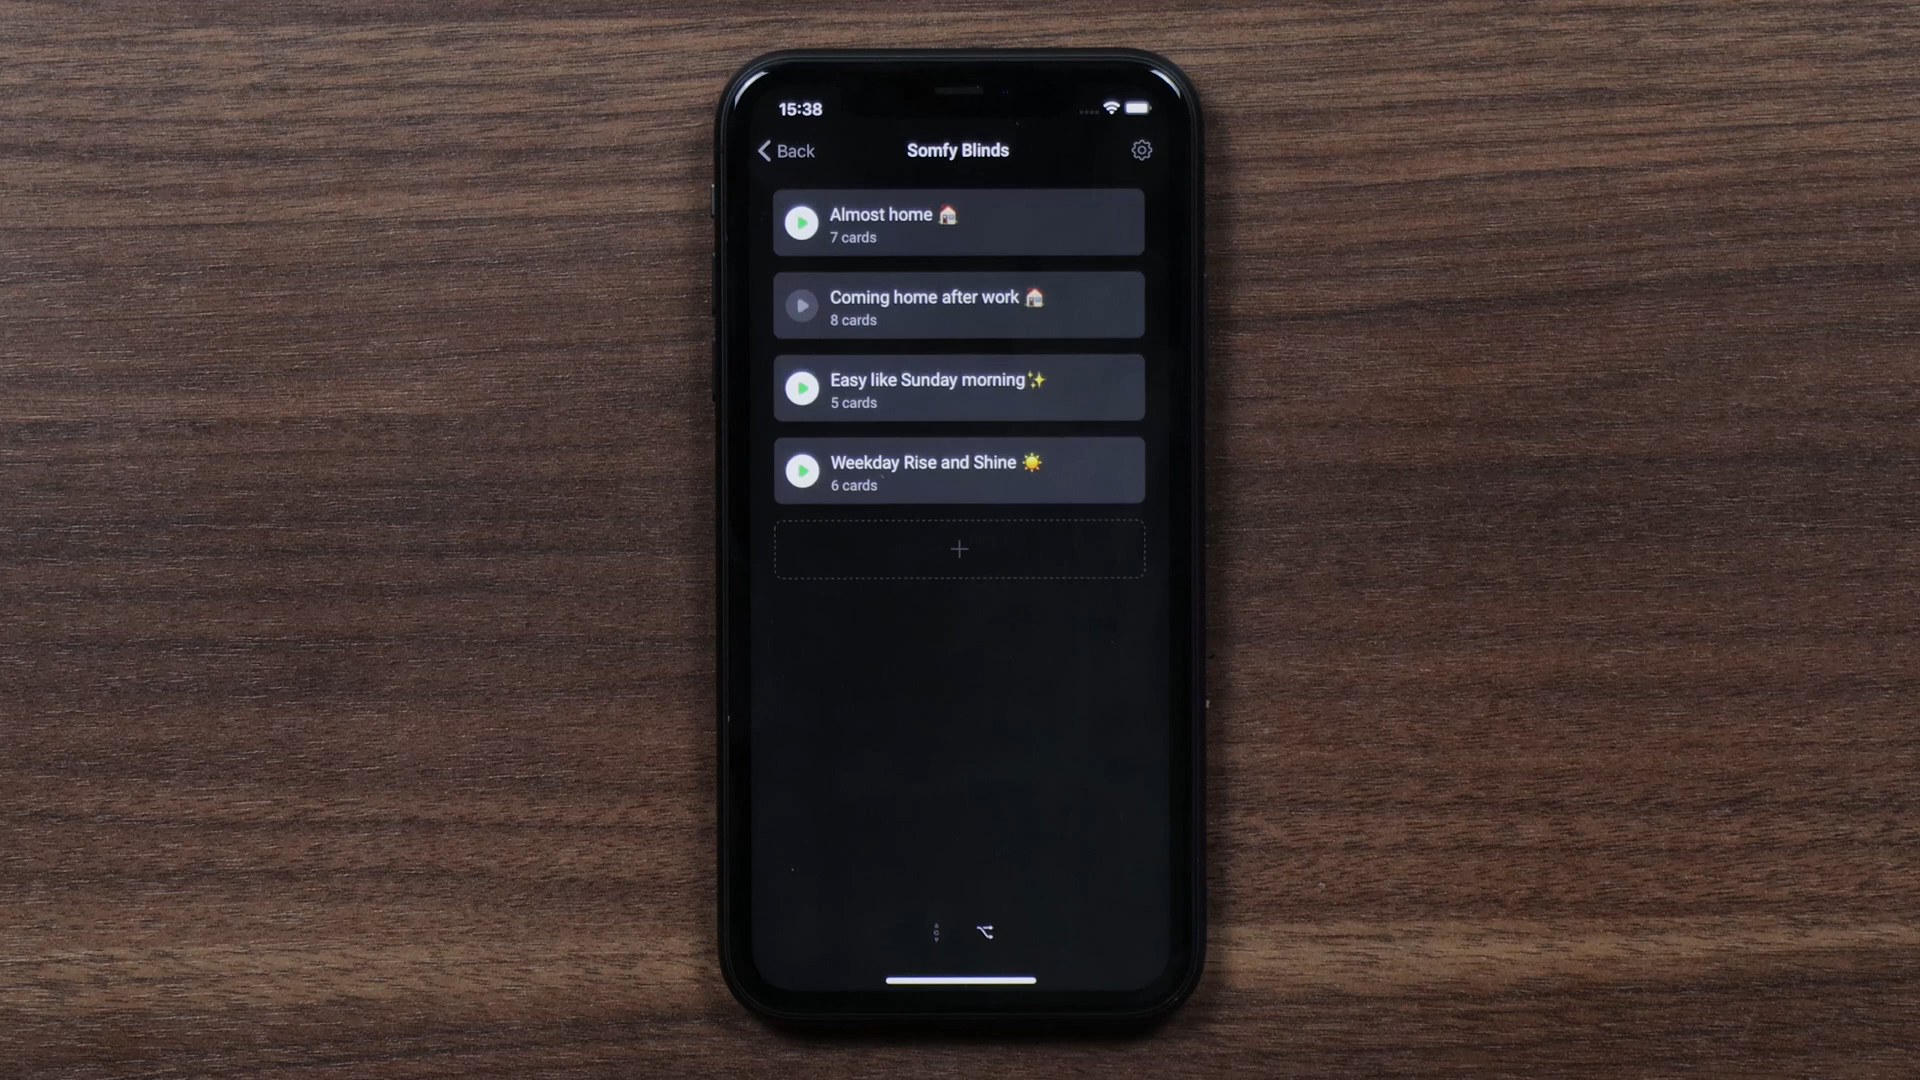 15:38
Back
Somfy Blinds
Almost home 🏠
7 cards
Coming home after work 🏠
8 cards
Easy like Sunday morning✨
5 cards
Weekday Rise and Shine ☀️
6 cards
+